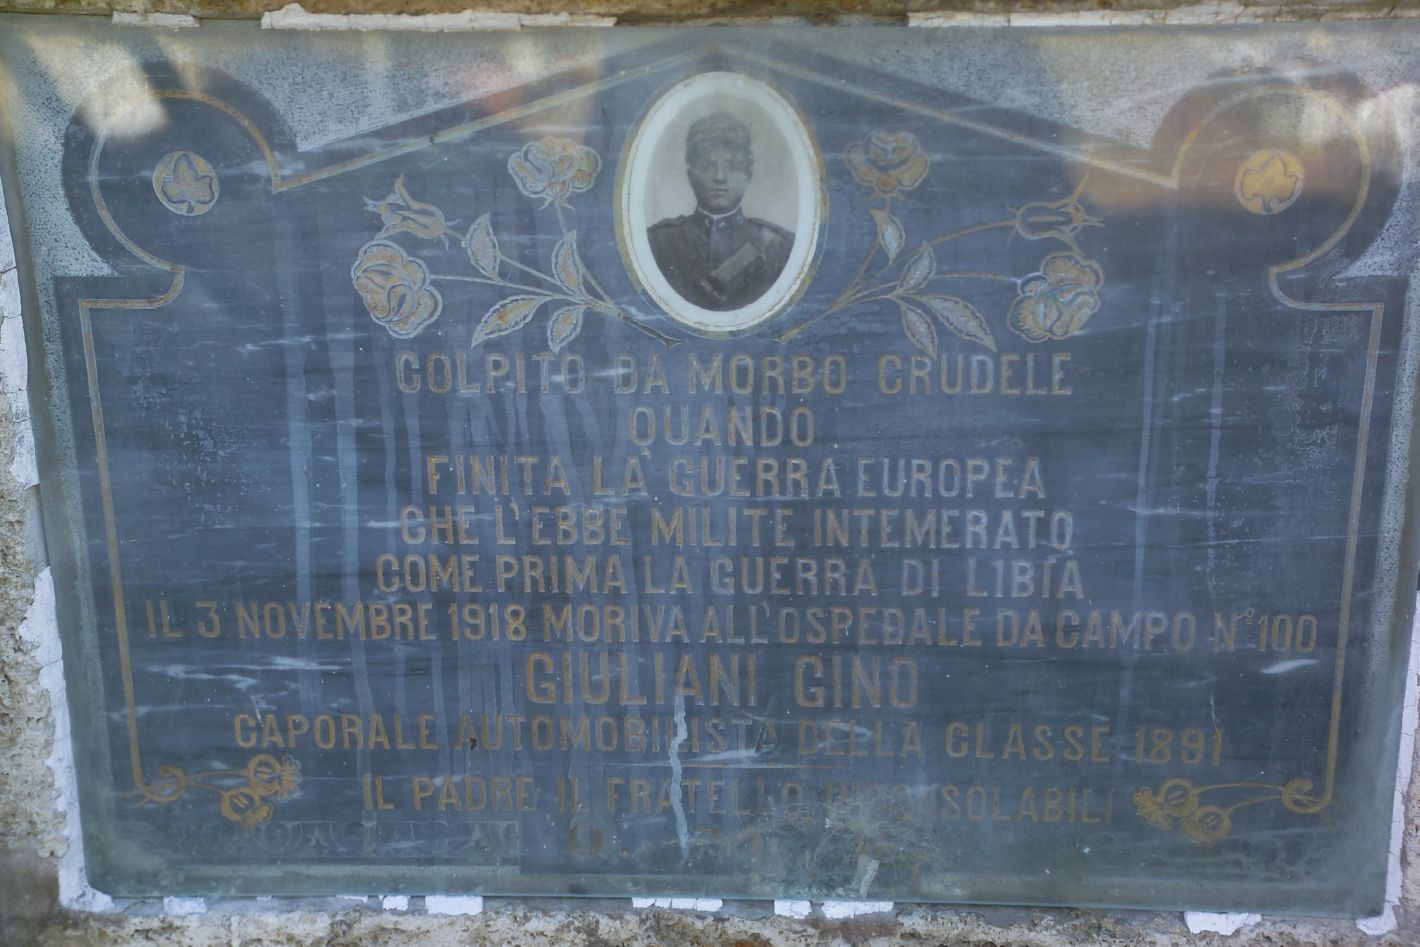 COLPITO DA MORBO CRUDELE
QUANDO
FINITA LA GUERRA EUROPEA
CHE L'EBBE MILITE INTEMERATO
COME PRIMA LA GUERRA DI LIBIA
IL 3 NOVEMBRE 1918 MORIVA ALL'OSPEDALE DA CAMPO N° 100
GIULIANI GINO
CAPORALE AUTOMOBILISTA DELLA CLASSE 1891
IL PADRE IL FRATELLO INCONSOLABILI